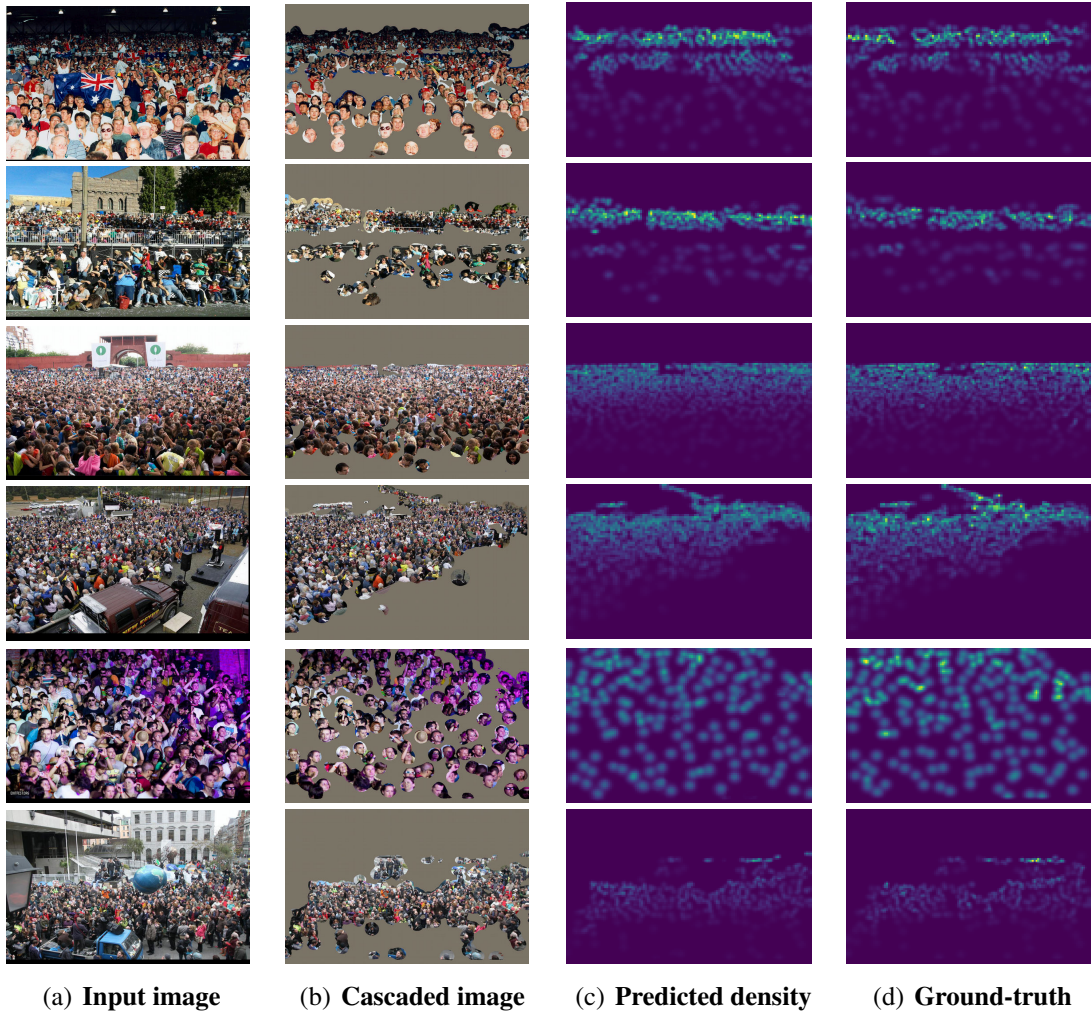 (a) Input image
(b) Cascaded image
(c) Predicted density
(d) Ground-truth